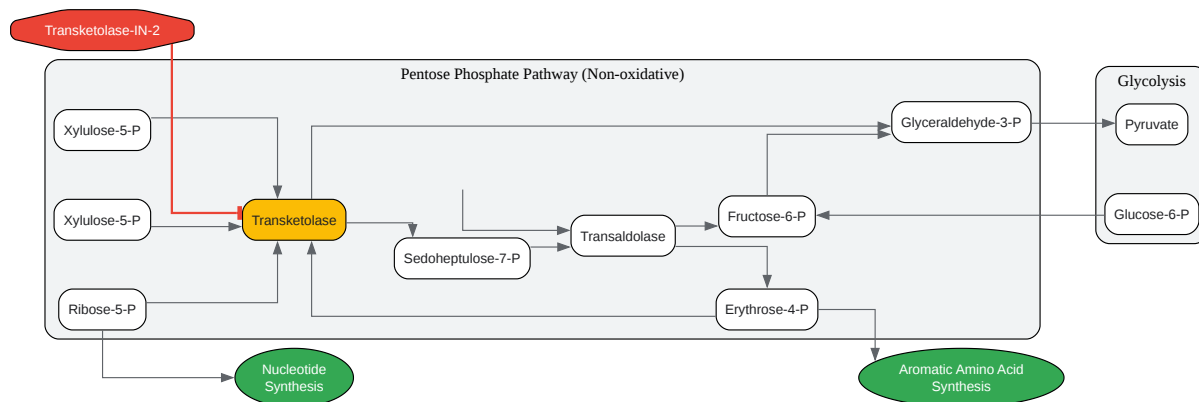 Transketolase-IN-2
Pentose Phosphate Pathway (Non-oxidative)
Glycolysis
Xylulose-5-P
Glyceraldehyde-3-P
Pyruvate
Xylulose-5-P
Transketolase
Sedoheptulose-7-P
Transaldolase
Fructose-6-P
Glucose-6-P
Ribose-5-P
Erythrose-4-P
Nucleotide
Synthesis
Aromatic Amino Acid
Synthesis